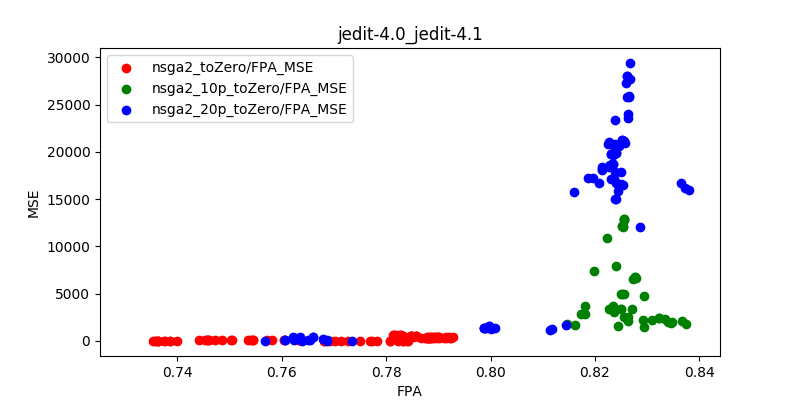 jedit-4.0_jedit-4.1
nsga2_toZero/FPA_MSE
nsga2_10p_toZero/FPA_MSE
nsga2_20p_toZero/FPA_MSE
MSE
30000
25000
20000
15000
10000
5000
0
0.74 0.76 0.78 0.80 0.82 0.84
FPA